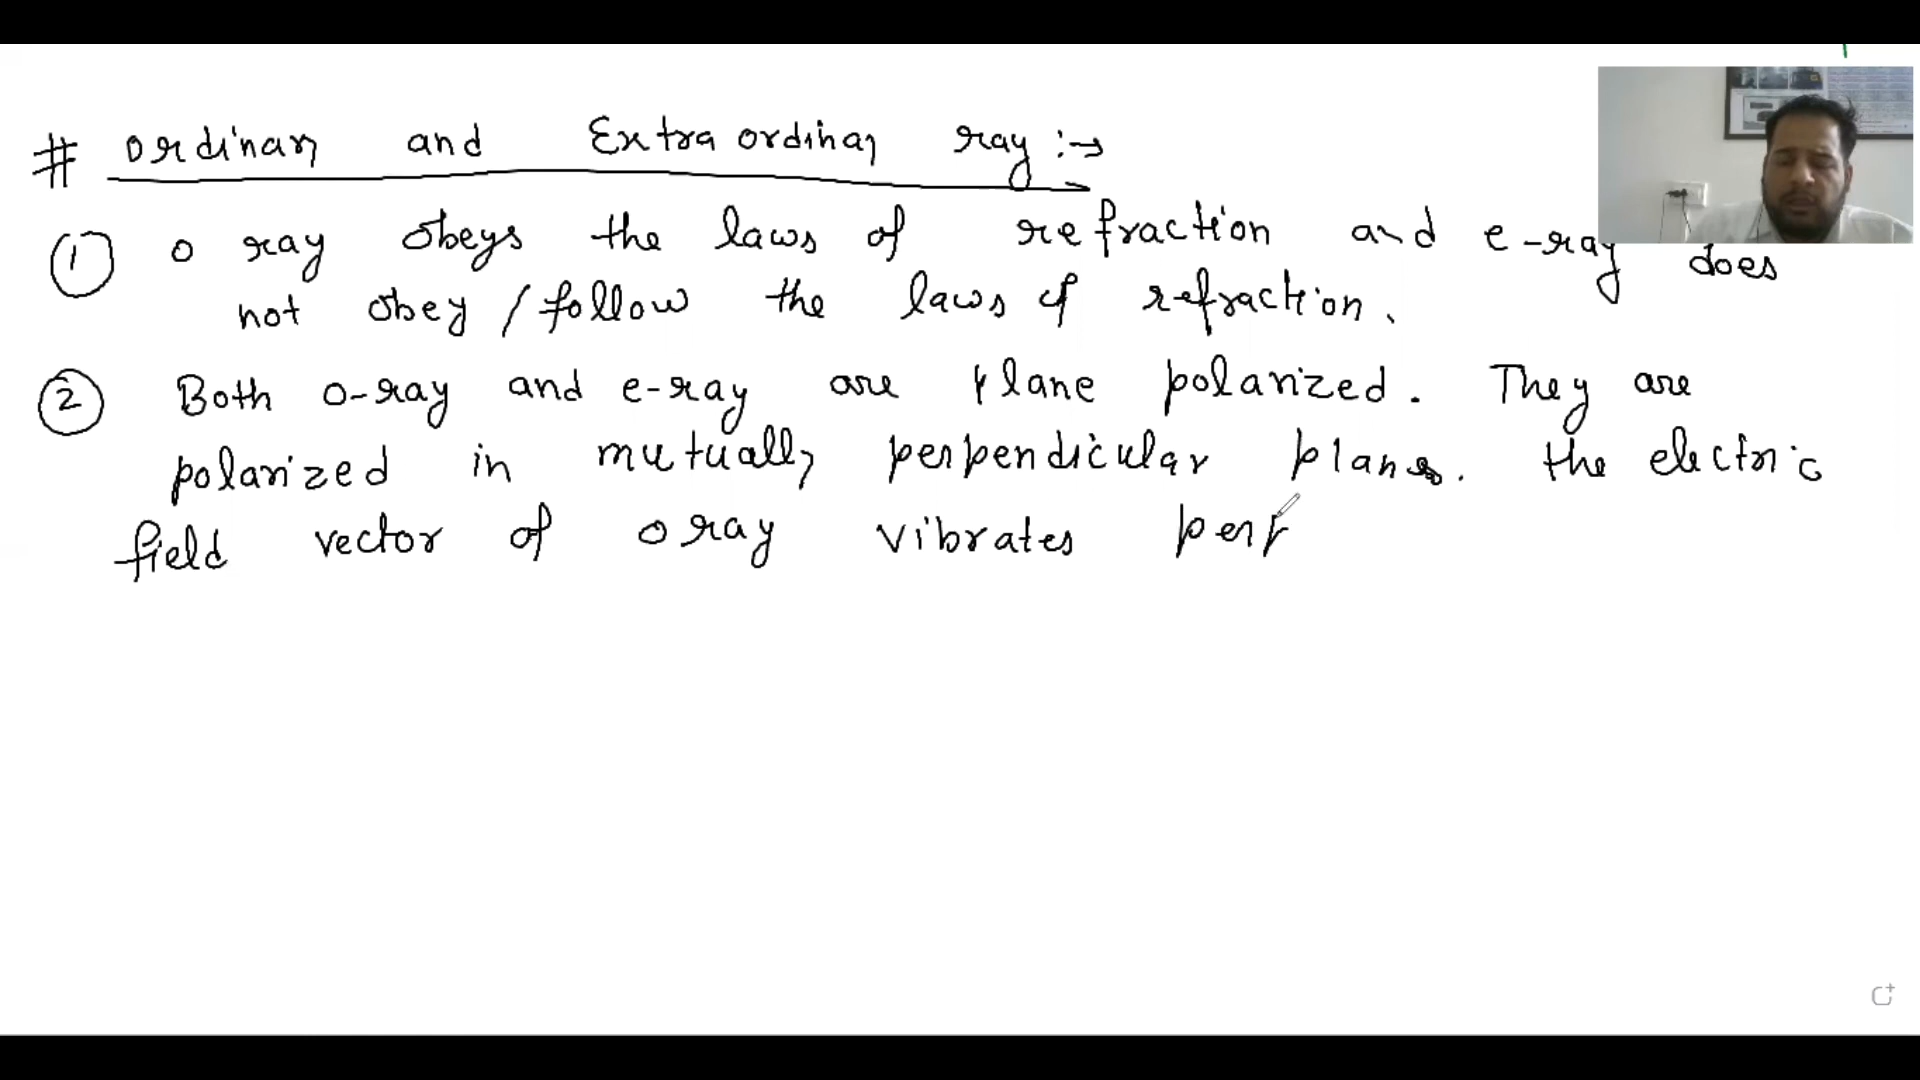 # Ordinary and Extra ordinary ray :→
① o ray obeys the laws of refraction and e-ray does
not obey / follow the laws of refraction.
② Both o-ray and e-ray are plane polarized. They are
polarized in mutually perpendicular planes. the electric
field vector of o ray vibrates perp